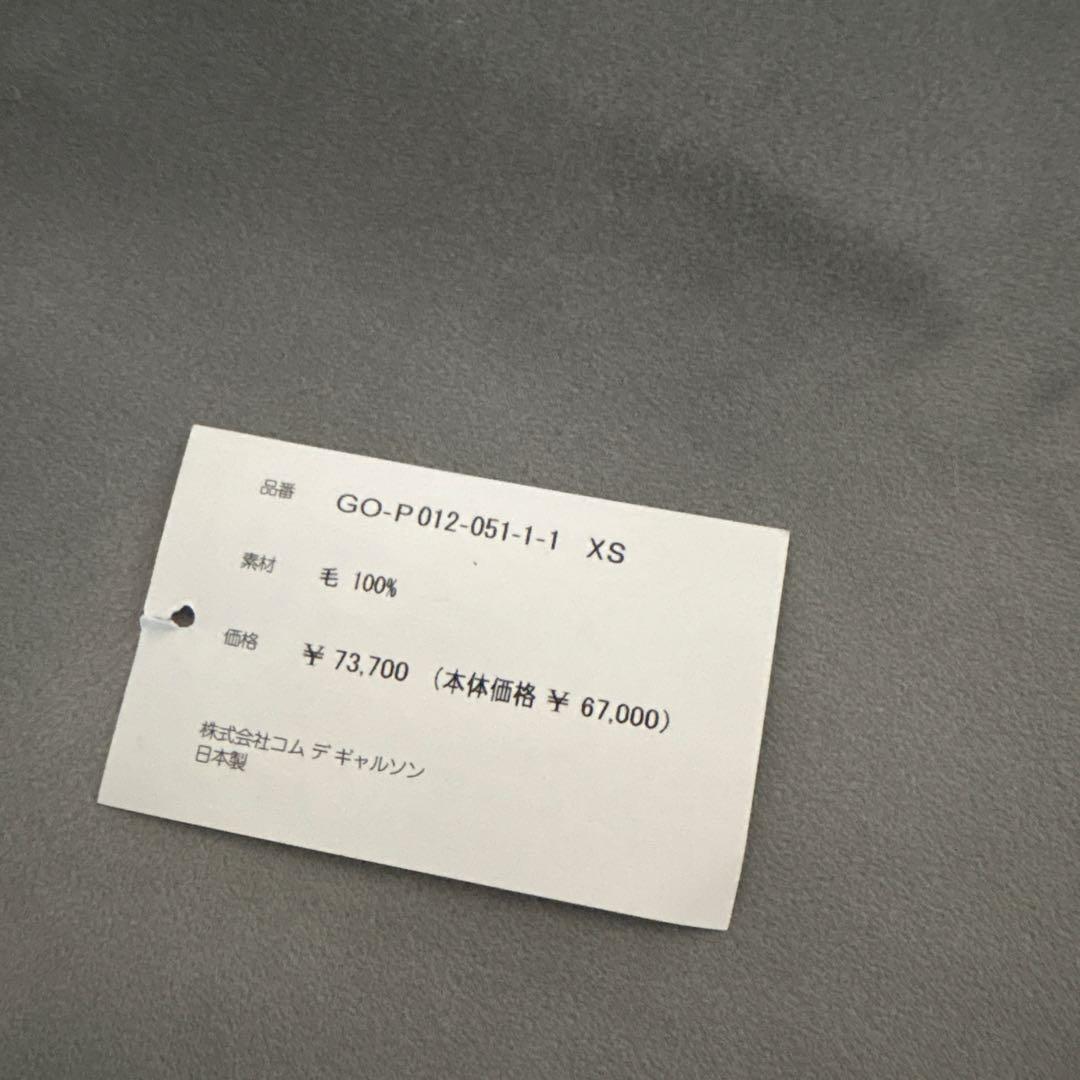 品番 GO-P012-051-1-1 XS
素材 毛 100%
価格 ¥ 73,700 (本体価格 ¥ 67,000)
株式会社コム デ ギャルソン
日本製